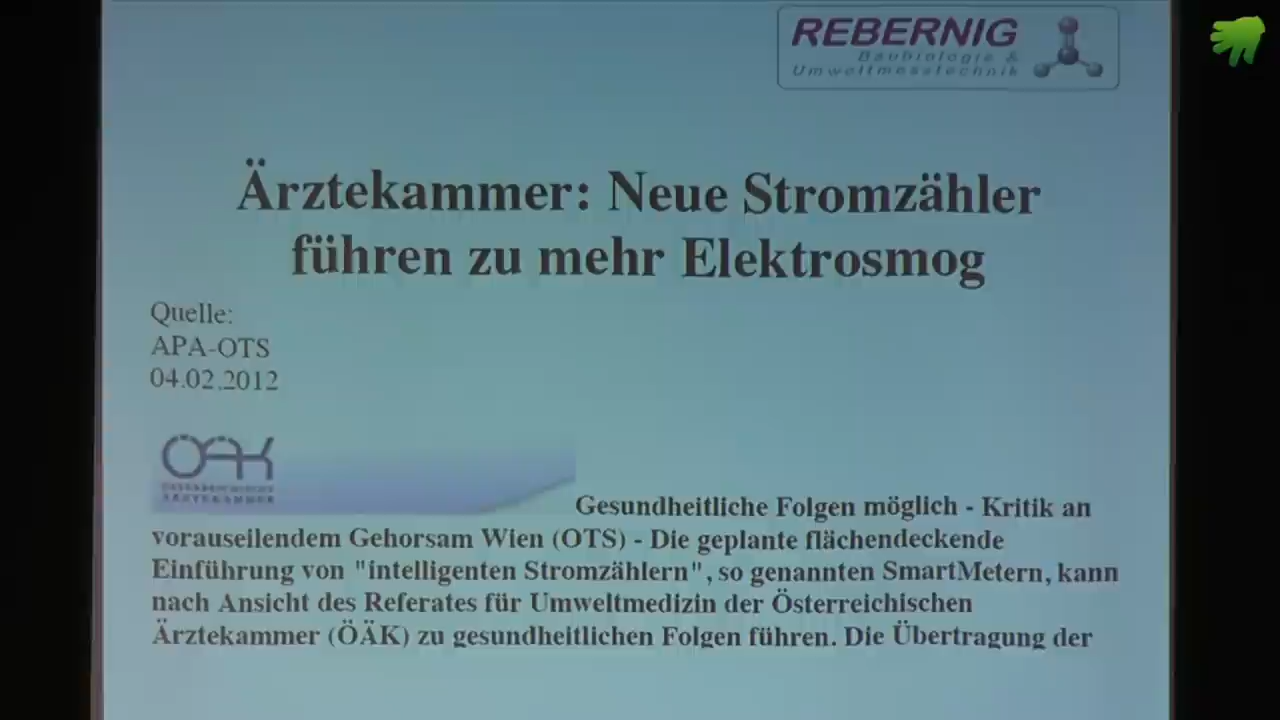 REBERNIG
Baubiologie &
Umweltmesstechnik
Ärztekammer: Neue Stromzähler
führen zu mehr Elektrosmog
Quelle:
APA-OTS
04.02.2012
ÖÄK
ÖSTERREICHISCHE
ÄRZTEKAMMER
Gesundheitliche Folgen möglich - Kritik an
vorauseilendem Gehorsam Wien (OTS) - Die geplante flächendeckende
Einführung von "intelligenten Stromzählern", so genannten SmartMetern, kann
nach Ansicht des Referates für Umweltmedizin der Österreichischen
Ärztekammer (ÖÄK) zu gesundheitlichen Folgen führen. Die Übertragung der